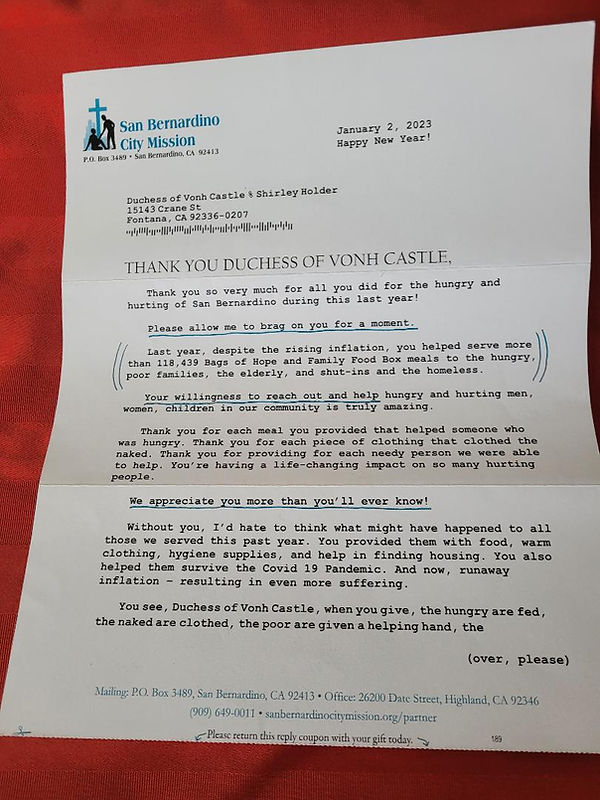 San Bernardino
City Mission
P.O. Box 3489 • San Bernardino, CA 92413
January 2, 2023
Happy New Year!
Duchess of Vonh Castle & Shirley Holder
15143 Crane St
Fontana, CA 92336-0207
THANK YOU DUCHESS OF VONH CASTLE,
Thank you so very much for all you did for the hungry and
hurting of San Bernardino during this last year!
Please allow me to brag on you for a moment.
Last year, despite the rising inflation, you helped serve more
than 118,439 Bags of Hope and Family Food Box meals to the hungry,
poor families, the elderly, and shut-ins and the homeless.
Your willingness to reach out and help hungry and hurting men,
women, children in our community is truly amazing.
Thank you for each meal you provided that helped someone who
was hungry. Thank you for each piece of clothing that clothed the
naked. Thank you for providing for each needy person we were able
to help. You're having a life-changing impact on so many hurting
people.
We appreciate you more than you'll ever know!
Without you, I'd hate to think what might have happened to all
those we served this past year. You provided them with food, warm
clothing, hygiene supplies, and help in finding housing. You also
helped them survive the Covid 19 Pandemic. And now, runaway
inflation – resulting in even more suffering.
You see, Duchess of Vonh Castle, when you give, the hungry are fed,
the naked are clothed, the poor are given a helping hand, the
(over, please)
Mailing: P.O. Box 3489, San Bernardino, CA 92413 • Office: 26200 Date Street, Highland, CA 92346
(909) 649-0011 • sanbernardinocitymission.org/partner
Please return this reply coupon with your gift today.
189